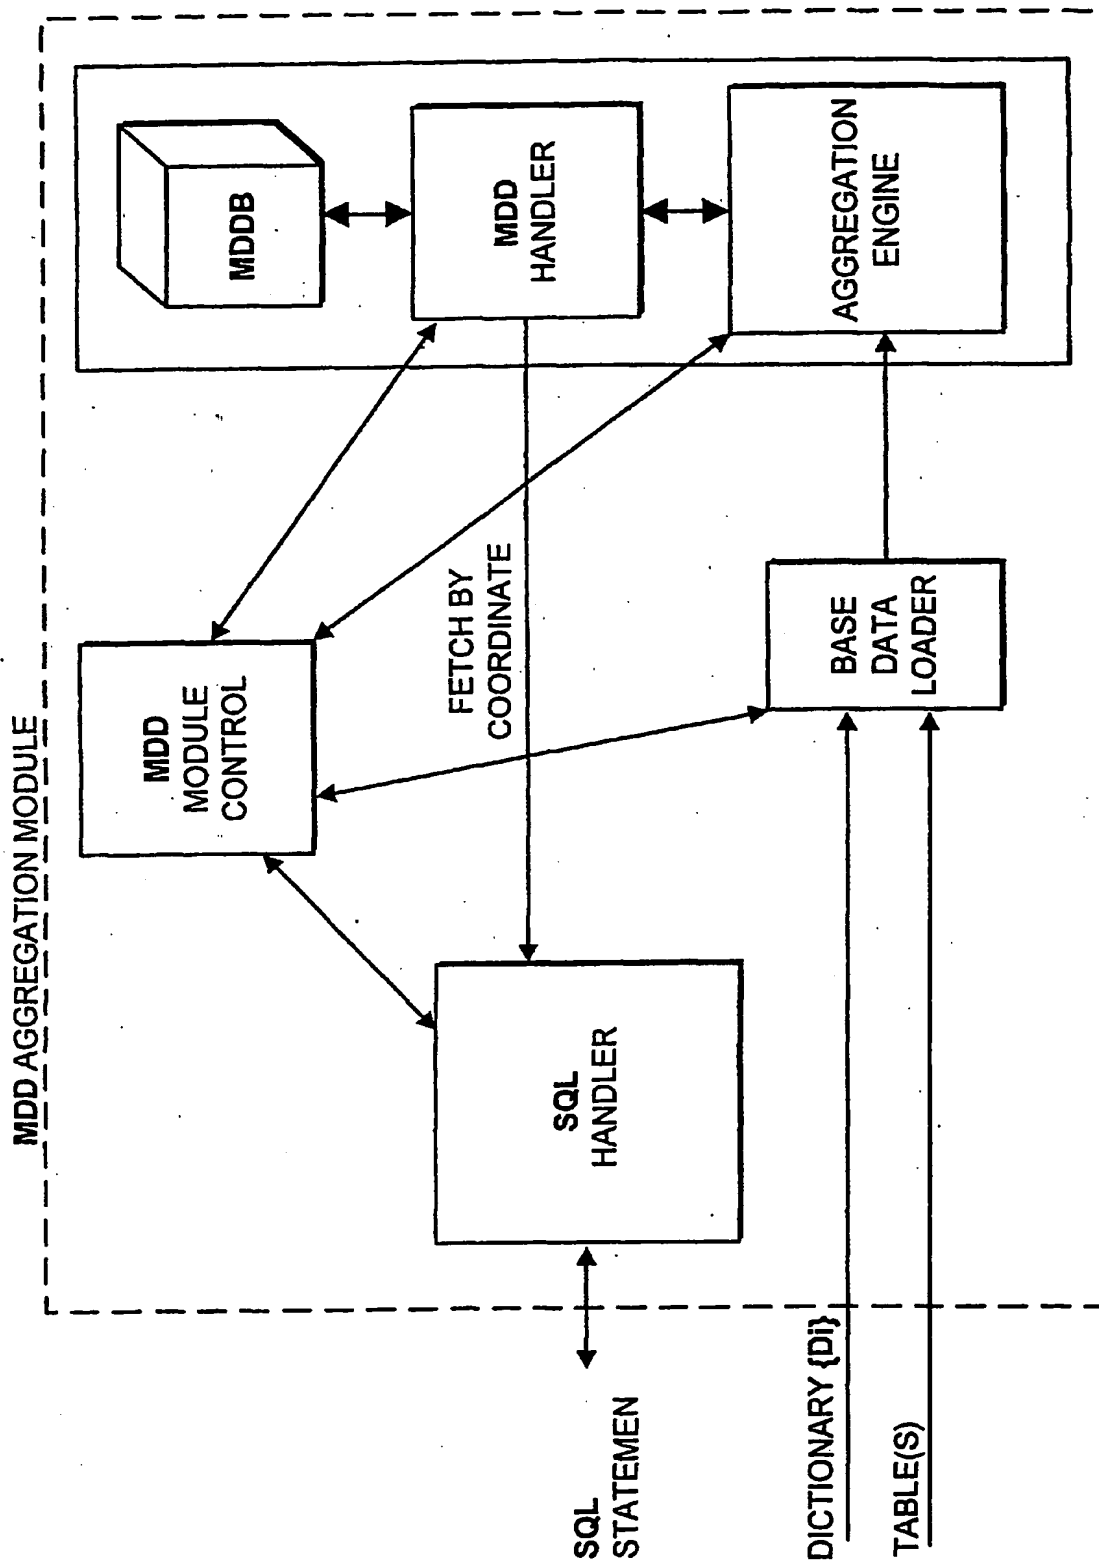 MDD AGGREGATION MODULE
MDD
MODULE
CONTROL
MDDB
MDD
HANDLER
AGGREGATION
ENGINE
FETCH BY
COORDINATE
SQL
HANDLER
BASE
DATA
LOADER
SQL
STATEMEN
DICTIONARY {Di}
TABLE(S)